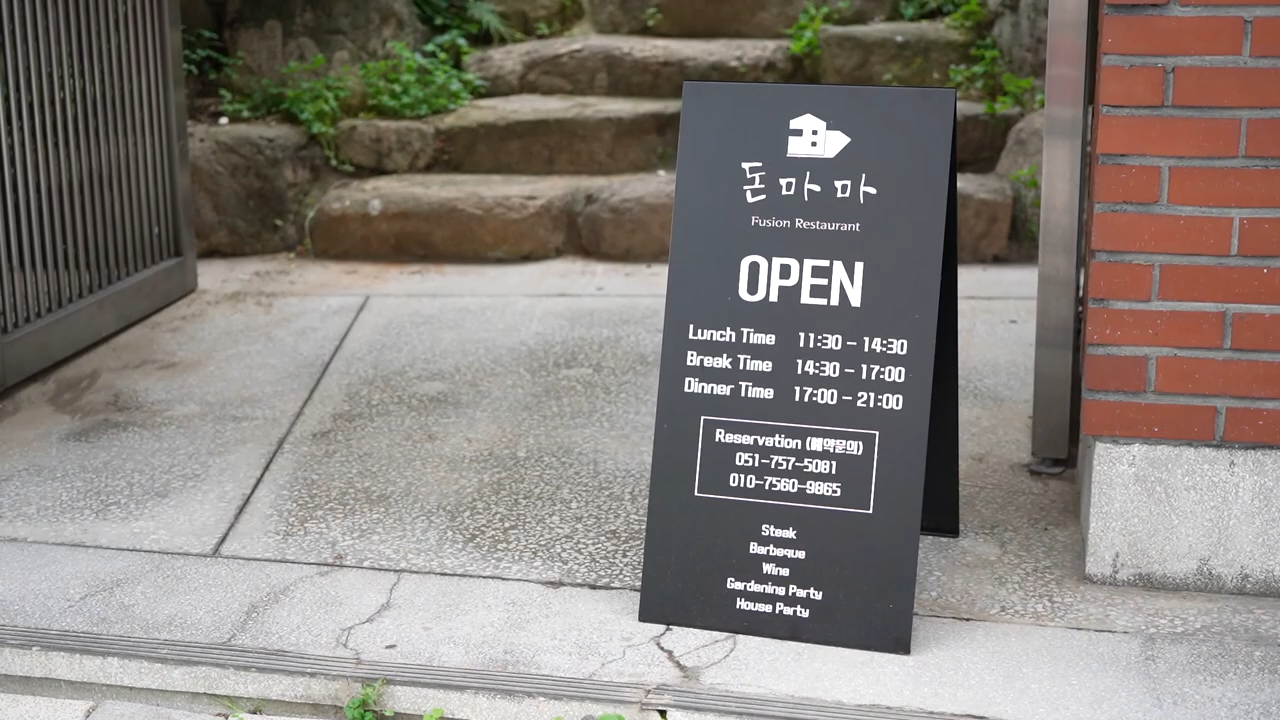 돈마마
Fusion Restaurant
OPEN
Lunch Time 11:30 – 14:30
Break Time 14:30 – 17:00
Dinner Time 17:00 – 21:00
Reservation (예약문의)
051-757-5081
010-7560-9865
Steak
Barbeque
Wine
Gardening Party
House Party